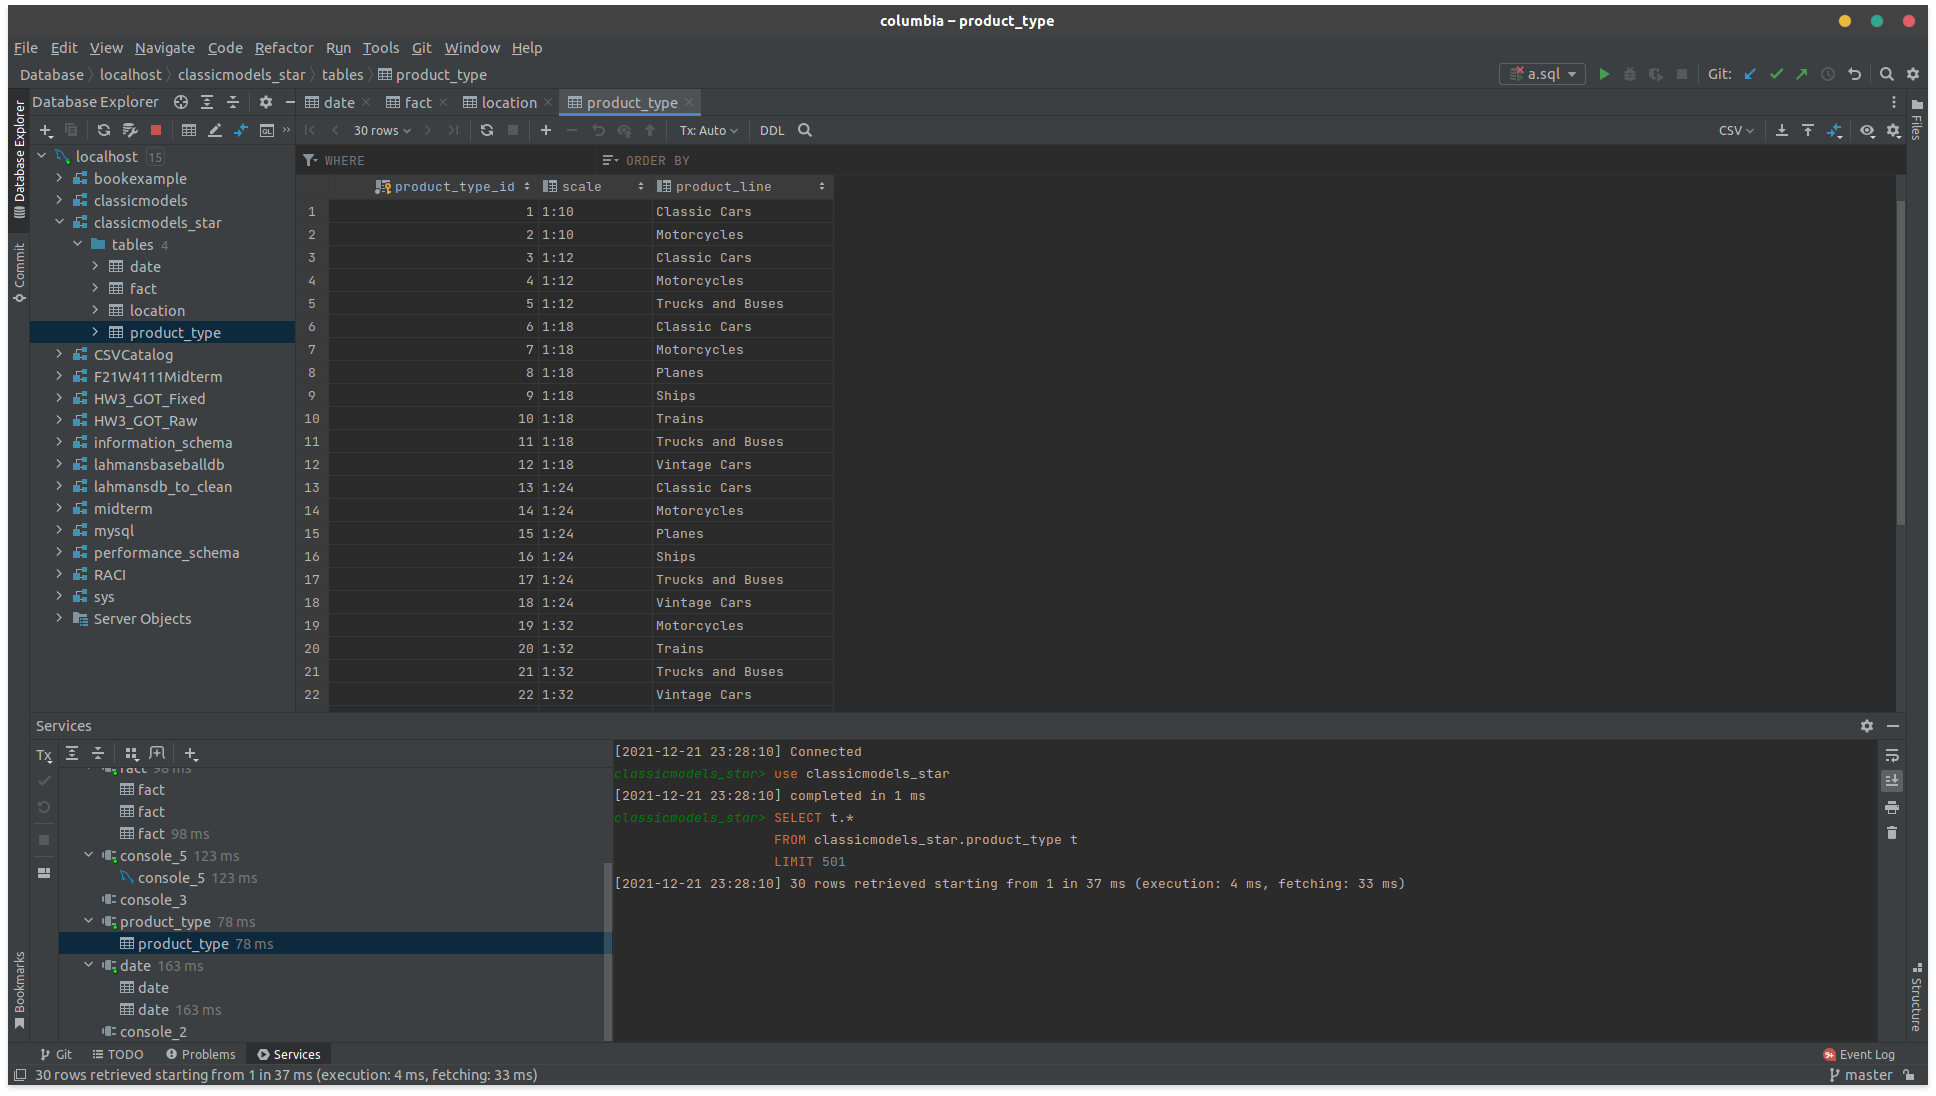 columbia – product_type
File Edit View Navigate Code Refactor Run Tools Git Window Help
Database localhost classicmodels_star tables product_type
a.sql Git:
Database Explorer
date fact location product_type
30 rows Tx: Auto DDL CSV
WHERE ORDER BY
localhost 15
bookexample
classicmodels
classicmodels_star
tables 4
date
fact
location
product_type
CSVCatalog
F21W4111Midterm
HW3_GOT_Fixed
HW3_GOT_Raw
information_schema
lahmansbaseballdb
lahmansdb_to_clean
midterm
mysql
performance_schema
RACI
sys
Server Objects
product_type_id scale product_line
1 1 1:10 Classic Cars
2 2 1:10 Motorcycles
3 3 1:12 Classic Cars
4 4 1:12 Motorcycles
5 5 1:12 Trucks and Buses
6 6 1:18 Classic Cars
7 7 1:18 Motorcycles
8 8 1:18 Planes
9 9 1:18 Ships
10 10 1:18 Trains
11 11 1:18 Trucks and Buses
12 12 1:18 Vintage Cars
13 13 1:24 Classic Cars
14 14 1:24 Motorcycles
15 15 1:24 Planes
16 16 1:24 Ships
17 17 1:24 Trucks and Buses
18 18 1:24 Vintage Cars
19 19 1:32 Motorcycles
20 20 1:32 Trains
21 21 1:32 Trucks and Buses
22 22 1:32 Vintage Cars
Database Explorer
Commit
Bookmarks
Files
Structure
Services
Tx
fact 98 ms
fact
fact
fact 98 ms
console_5 123 ms
console_5 123 ms
console_3
product_type 78 ms
product_type 78 ms
date 163 ms
date
date 163 ms
console_2
[2021-12-21 23:28:10] Connected
classicmodels_star> use classicmodels_star
[2021-12-21 23:28:10] completed in 1 ms
classicmodels_star> SELECT t.*
FROM classicmodels_star.product_type t
LIMIT 501
[2021-12-21 23:28:10] 30 rows retrieved starting from 1 in 37 ms (execution: 4 ms, fetching: 33 ms)
Git TODO Problems Services 9+ Event Log
30 rows retrieved starting from 1 in 37 ms (execution: 4 ms, fetching: 33 ms) master